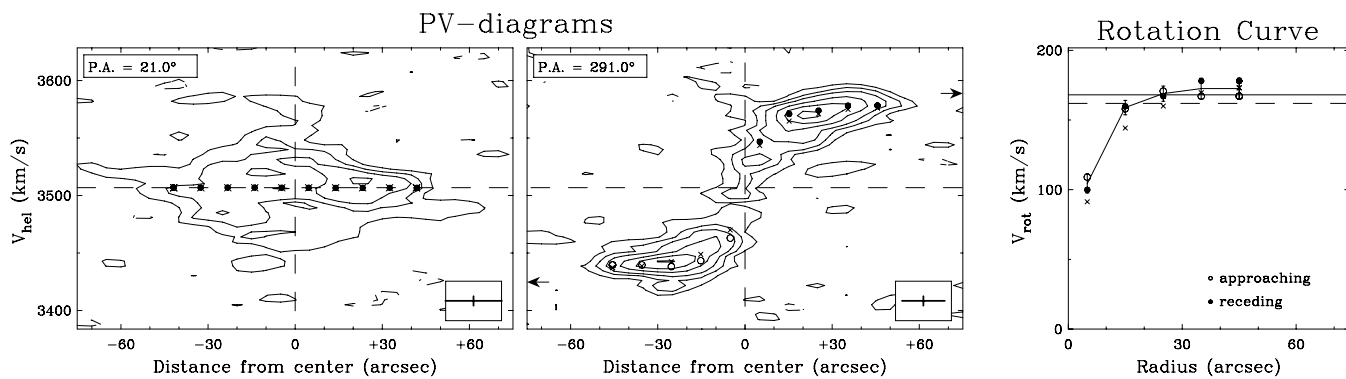 PV-diagrams
Rotation Curve
P.A. = 21.0°
P.A. = 291.0°
3600
3500
3400
V_hel (km/s)
-60 -30 0 +30 +60
Distance from center (arcsec)
-60 -30 0 +30 +60
Distance from center (arcsec)
200
100
0
V_rot (km/s)
approaching
receding
0 30 60
Radius (arcsec)